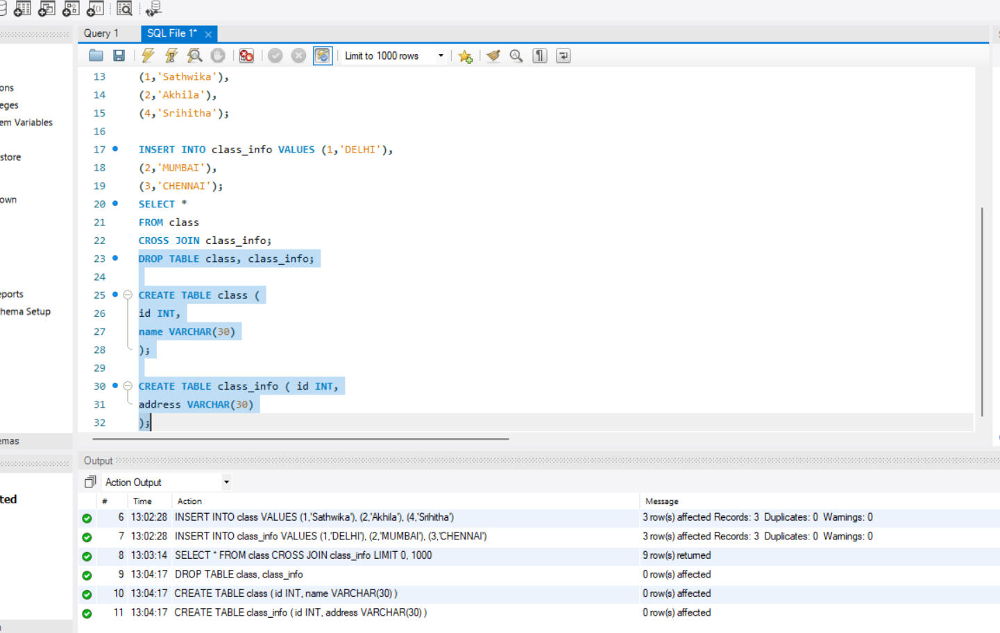 Query 1
SQL File 1*
Limit to 1000 rows
ons
eges
em Variables
store
own
eports
hema Setup
emas
ted
13 (1,'Sathwika'),
14 (2,'Akhila'),
15 (4,'Srihitha');
16
17 INSERT INTO class_info VALUES (1,'DELHI'),
18 (2,'MUMBAI'),
19 (3,'CHENNAI');
20 SELECT *
21 FROM class
22 CROSS JOIN class_info;
23 DROP TABLE class, class_info;
24
25 CREATE TABLE class (
26 id INT,
27 name VARCHAR(30)
28 );
29
30 CREATE TABLE class_info ( id INT,
31 address VARCHAR(30)
32 );
Output
Action Output
# Time Action Message
6 13:02:28 INSERT INTO class VALUES (1,'Sathwika'), (2,'Akhila'), (4,'Srihitha') 3 row(s) affected Records: 3 Duplicates: 0 Warnings: 0
7 13:02:28 INSERT INTO class_info VALUES (1,'DELHI'), (2,'MUMBAI'), (3,'CHENNAI') 3 row(s) affected Records: 3 Duplicates: 0 Warnings: 0
8 13:03:14 SELECT * FROM class CROSS JOIN class_info LIMIT 0, 1000 9 row(s) returned
9 13:04:17 DROP TABLE class, class_info 0 row(s) affected
10 13:04:17 CREATE TABLE class ( id INT, name VARCHAR(30) ) 0 row(s) affected
11 13:04:17 CREATE TABLE class_info ( id INT, address VARCHAR(30) ) 0 row(s) affected